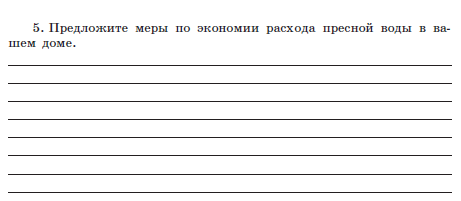 5. Предложите меры по экономии расхода пресной воды в ва-
шем доме.